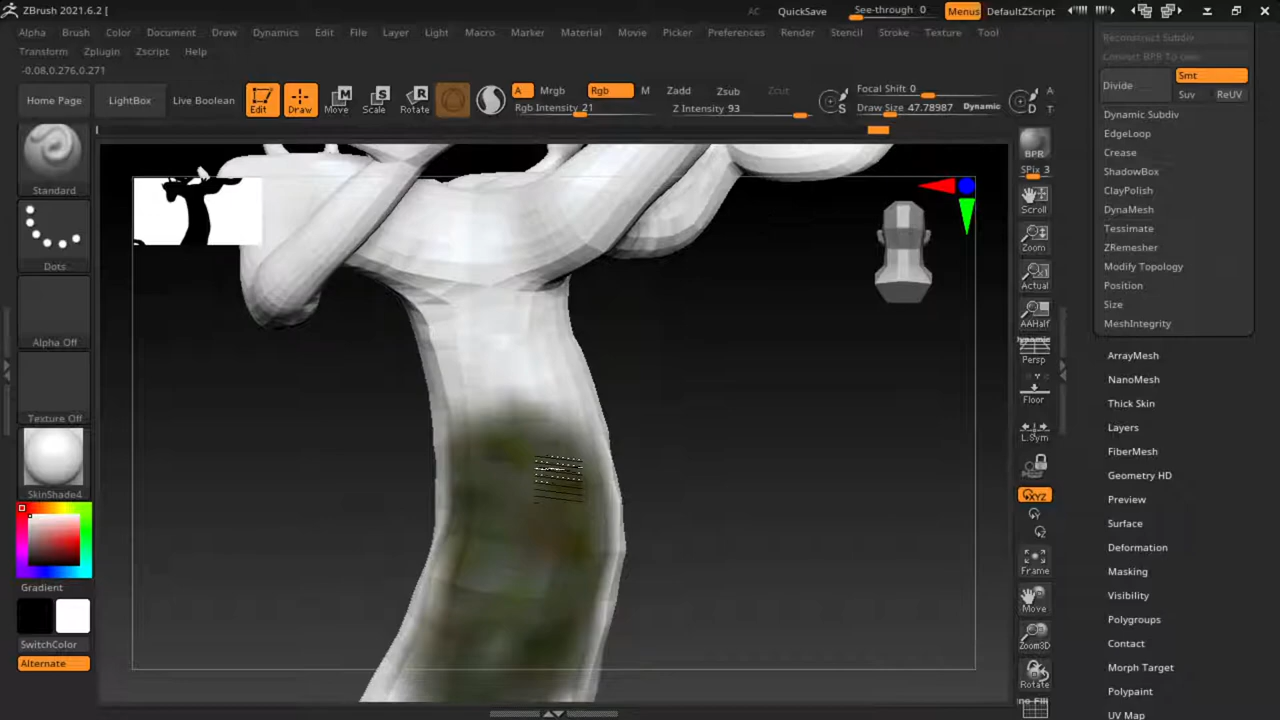 ZBrush 2021.6.2 [
AC QuickSave See-through 0 Menus DefaultZScript
Alpha Brush Color Document Draw Dynamics Edit File Layer Light Macro Marker Material Movie Picker Preferences Render Stencil Stroke Texture Tool
Transform Zplugin Zscript Help
-0.08,0.276,0.271
Home Page LightBox Live Boolean Edit Draw Move Scale Rotate
A Mrgb Rgb M Zadd Zsub Zcut
Rgb Intensity 21 Z Intensity 93
Focal Shift 0
Draw Size 47.78987 Dynamic
S D A
T
Standard
Dots
Alpha Off
Texture Off
SkinShade4
Gradient
SwitchColor
Alternate
BPR
SPix 3
Scroll
Zoom
Actual
AAHalf
Dynamic
Persp
Floor
L.Sym
XYZ
Y
Z
Frame
Move
Zoom3D
Rotate
Reconstruct Subdiv
Convert BPR To Geo
Divide Smt
Suv ReUV
Dynamic Subdiv
EdgeLoop
Crease
ShadowBox
ClayPolish
DynaMesh
Tessimate
ZRemesher
Modify Topology
Position
Size
MeshIntegrity
ArrayMesh
NanoMesh
Thick Skin
Layers
FiberMesh
Geometry HD
Preview
Surface
Deformation
Masking
Visibility
Polygroups
Contact
Morph Target
Polypaint
UV Map